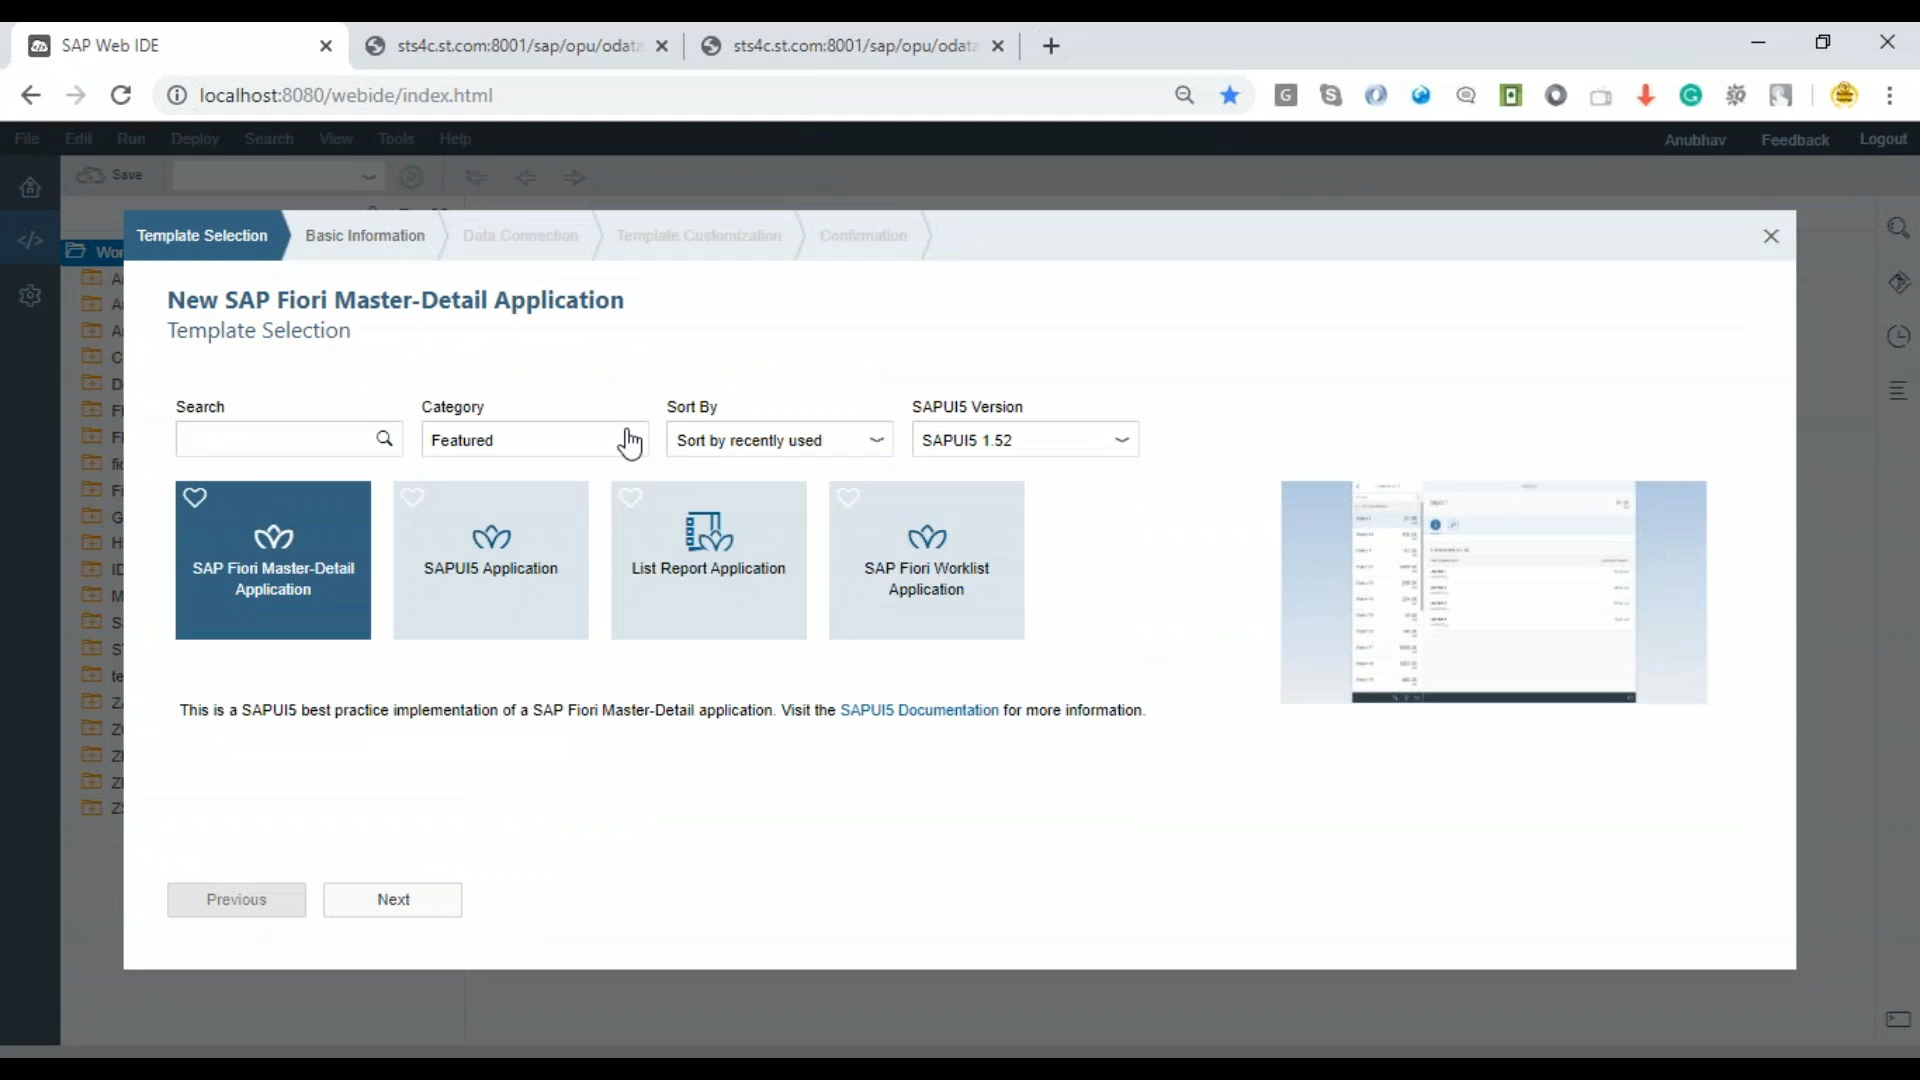 SAP Web IDE
sts4c.st.com:8001/sap/opu/odata
sts4c.st.com:8001/sap/opu/odata
localhost:8080/webide/index.html
File Edit Run Deploy Search View Tools Help
Anubhav Feedback Logout
Save
Template Selection Basic Information Data Connection Template Customization Confirmation
New SAP Fiori Master-Detail Application
Template Selection
Search Category Sort By SAPUI5 Version
Featured Sort by recently used SAPUI5 1.52
SAP Fiori Master-Detail
Application
SAPUI5 Application
List Report Application
SAP Fiori Worklist
Application
This is a SAPUI5 best practice implementation of a SAP Fiori Master-Detail application. Visit the SAPUI5 Documentation for more information.
Previous Next